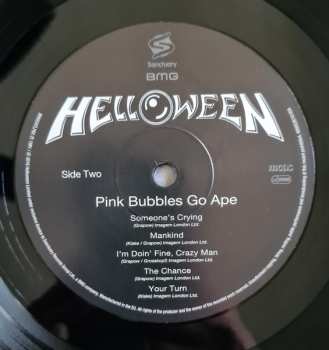 Sanctuary
BMG
HELLOWEEN
Side Two
Pink Bubbles Go Ape
Someone's Crying
(Grapow) Imagem London Ltd.
Mankind
(Kiske / Grapow) Imagem London Ltd.
I'm Doin' Fine, Crazy Man
(Grapow / Grosskopf) Imagem London Ltd.
The Chance
(Grapow) Imagem London Ltd.
Your Turn
(Kiske) Imagem London Ltd.